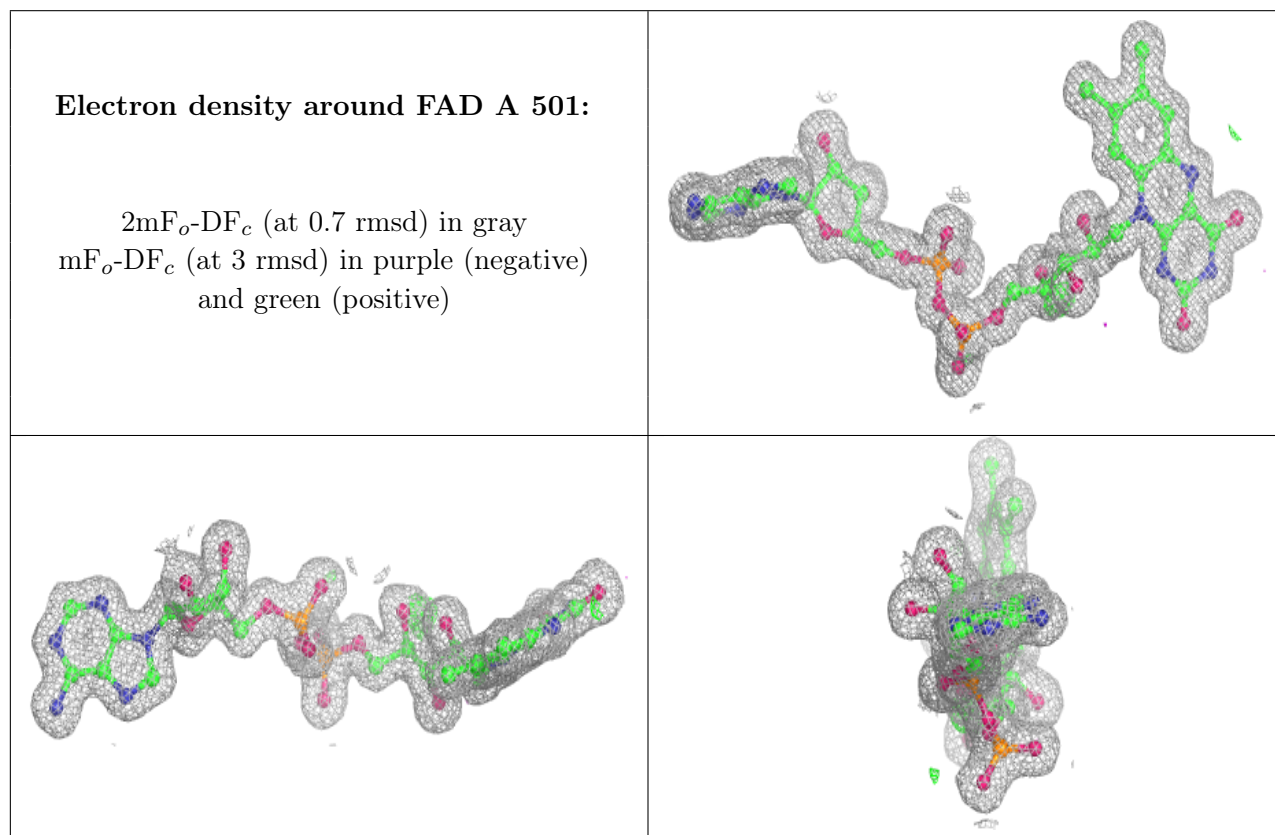 Electron density around FAD A 501:
2mFₒ-DF𝒸 (at 0.7 rmsd) in gray
mFₒ-DF𝒸 (at 3 rmsd) in purple (negative)
and green (positive)